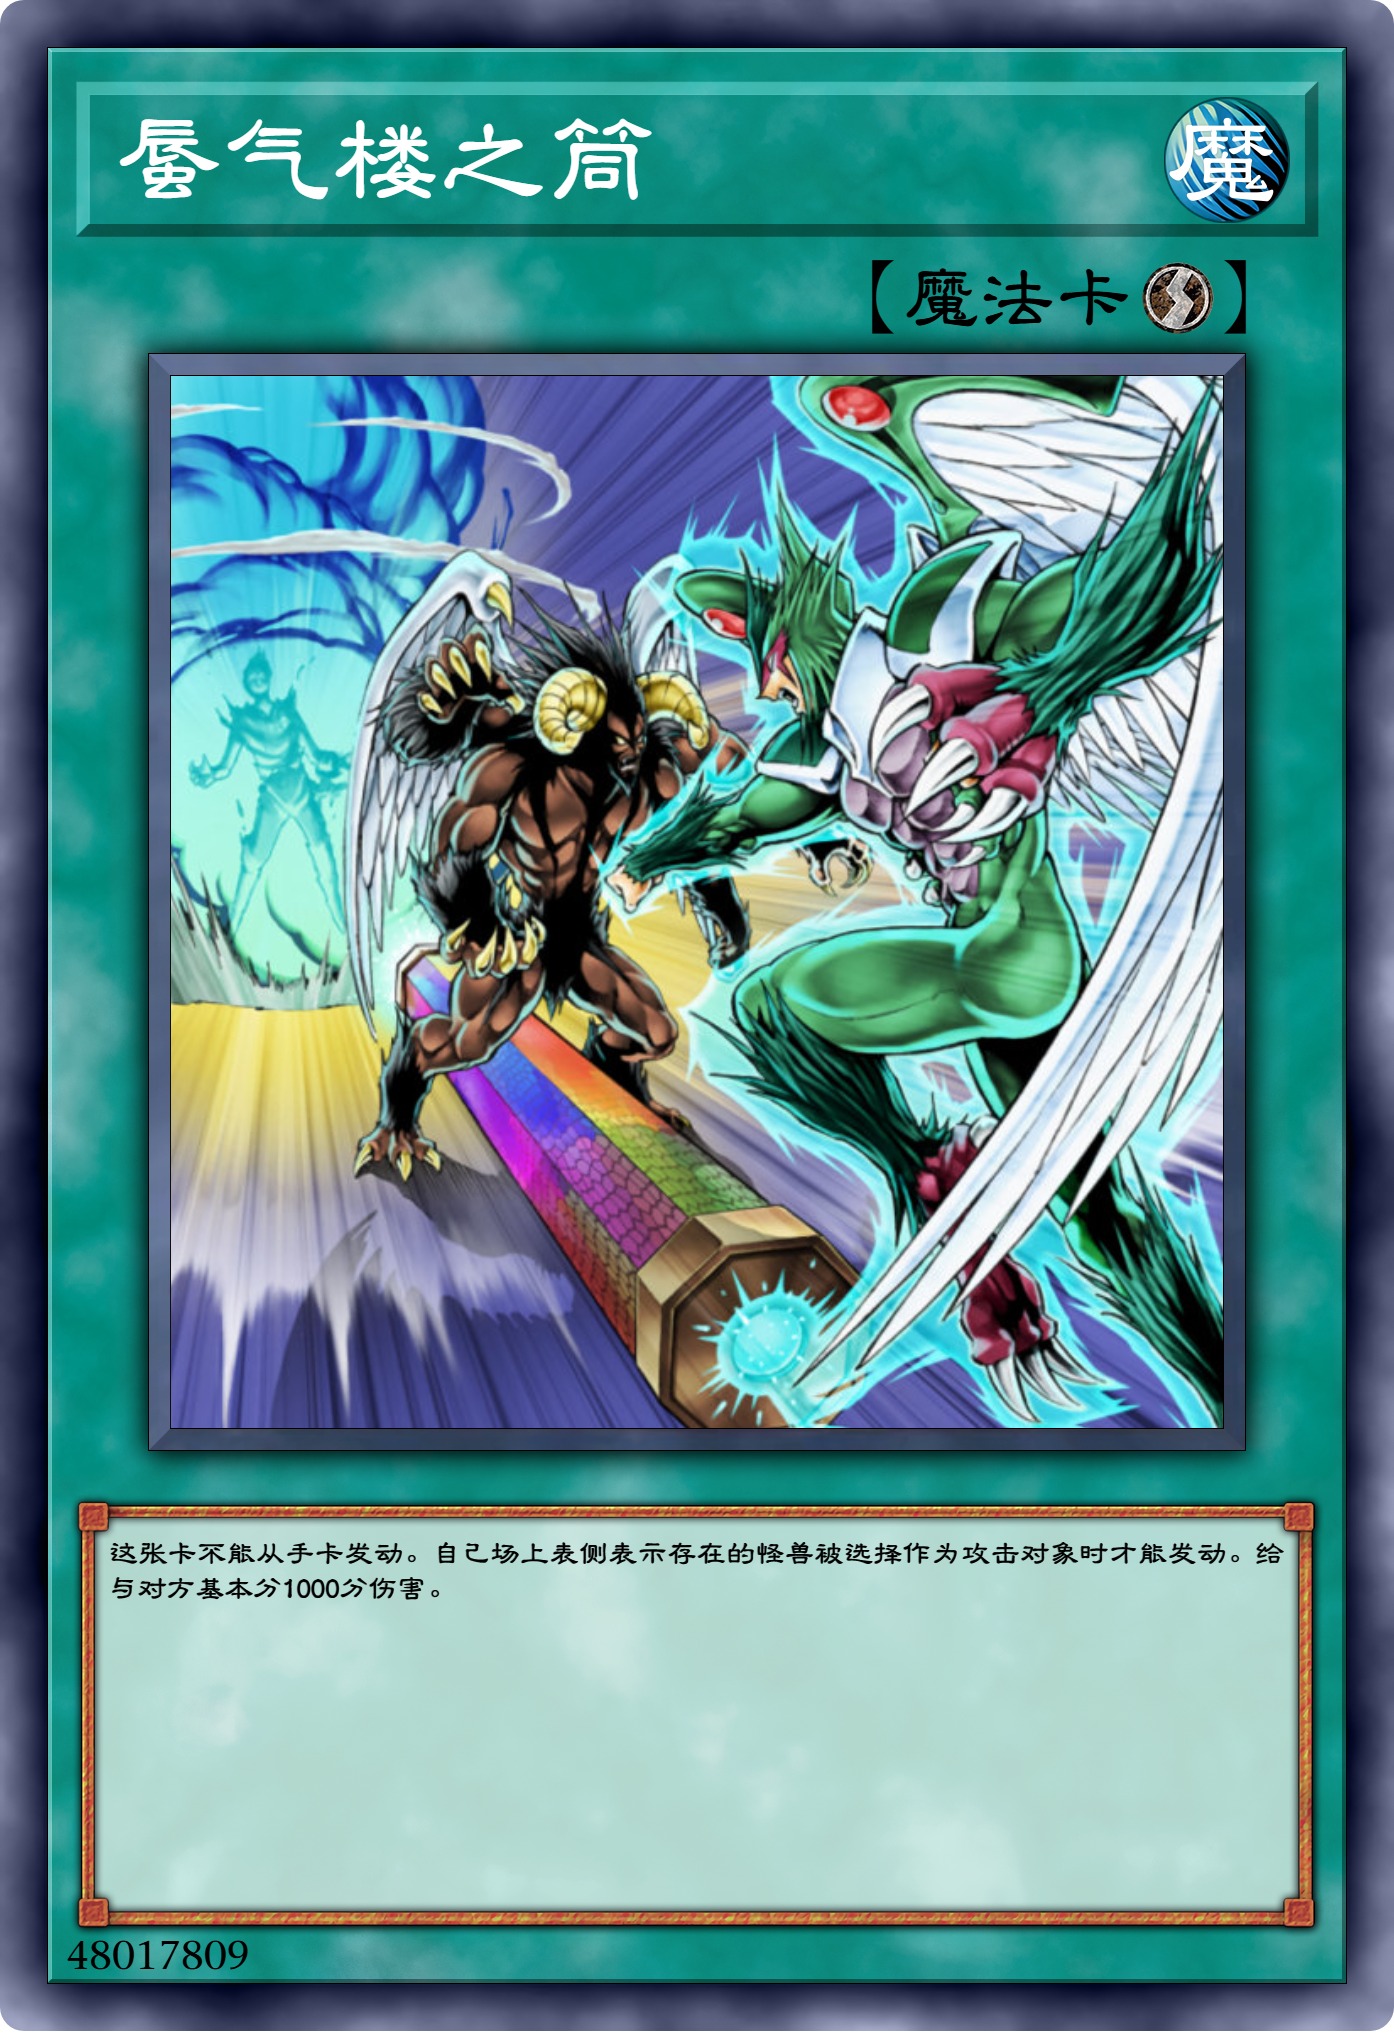 蜃气楼之筒
魔
【魔法卡】
这张卡不能从手卡发动。自己场上表侧表示存在的怪兽被选择作为攻击对象时才能发动。给
与对方基本分1000分伤害。
48017809